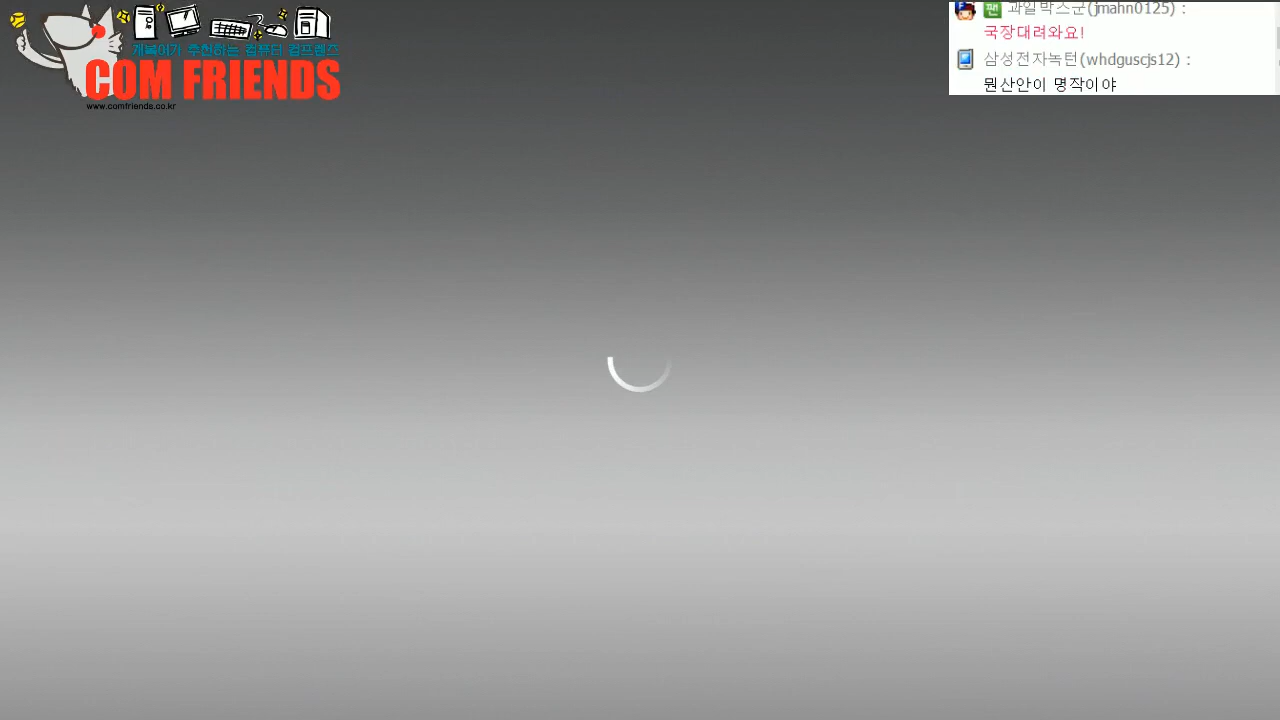 개복어가 추천하는 컴퓨터 컴프렌즈
COM FRIENDS
www.comfriends.co.kr
F 팬 과일박스군(jmahn0125) :
국장대려와요!
삼성전자녹턴(whdguscjs12) :
뭔산안이 명작이야